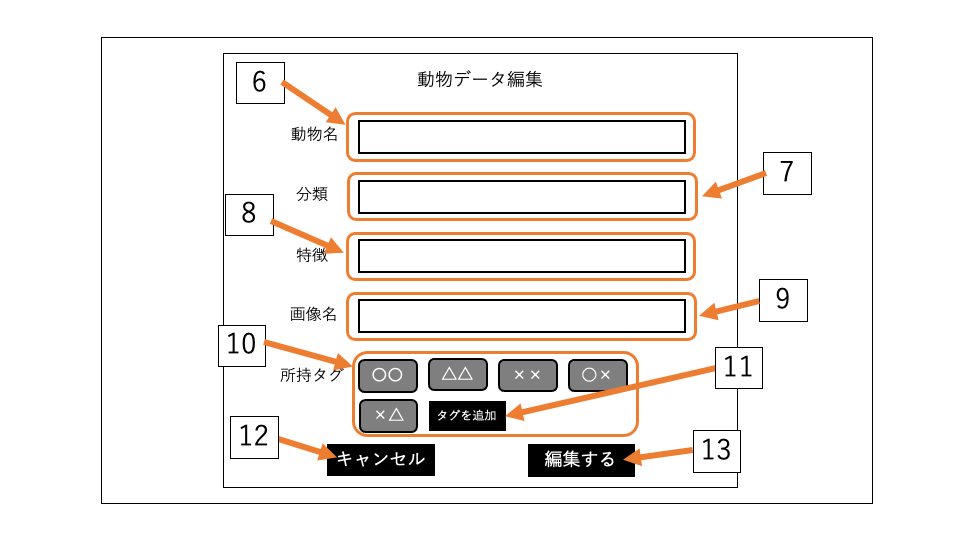 6
動物データ編集
動物名
7
分類
8
特徴
9
画像名
10
所持タグ
○○
△△
××
○×
11
×△
タグを追加
12
キャンセル
編集する
13